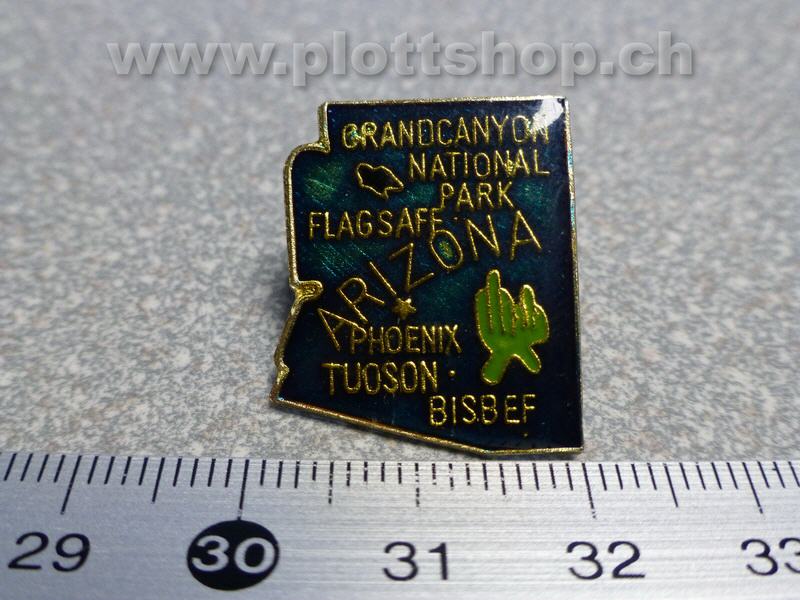 www.plottshop.ch
GRANDCANYON
NATIONAL
PARK
FLAGSAFF
ARIZONA
PHOENIX
TUOSON
BISBEF
29 30 31 32 33